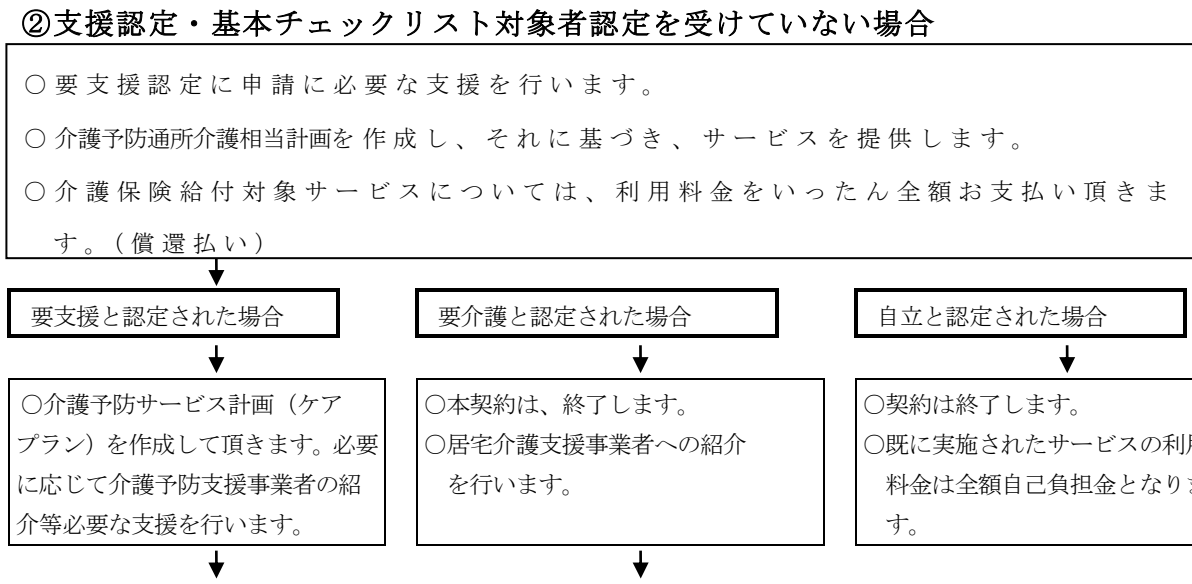 ②支援認定・基本チェックリスト対象者認定を受けていない場合
○要支援認定に申請に必要な支援を行います。
○介護予防通所介護相当計画を作成し、それに基づき、サービスを提供します。
○介護保険給付対象サービスについては、利用料金をいったん全額お支払い頂きま
す。(償還払い)
要支援と認定された場合
要介護と認定された場合
自立と認定された場合
○介護予防サービス計画（ケア
プラン）を作成して頂きます。必要
に応じて介護予防支援事業者の紹
介等必要な支援を行います。
○本契約は、終了します。
○居宅介護支援事業者への紹介
を行います。
○契約は終了します。
○既に実施されたサービスの利
料金は全額自己負担金となり
す。